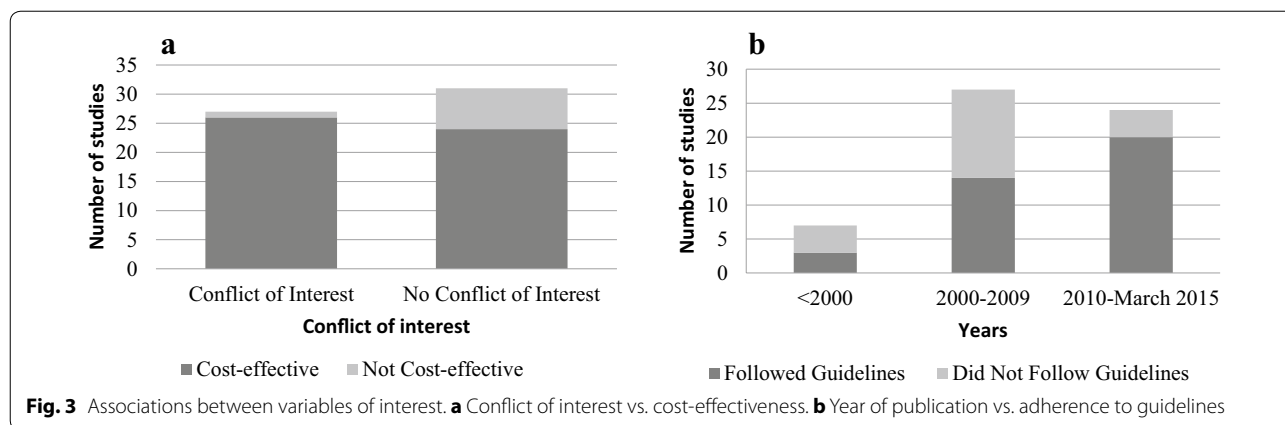 a
35
30
25
20
15
10
5
0
Number of studies
Conflict of Interest
No Conflict of Interest
Conflict of interest
Cost-effective
Not Cost-effective
b
30
25
20
15
10
5
0
Number of studies
<2000
2000-2009
2010-March 2015
Years
Followed Guidelines
Did Not Follow Guidelines
Fig. 3 Associations between variables of interest. a Conflict of interest vs. cost-effectiveness. b Year of publication vs. adherence to guidelines